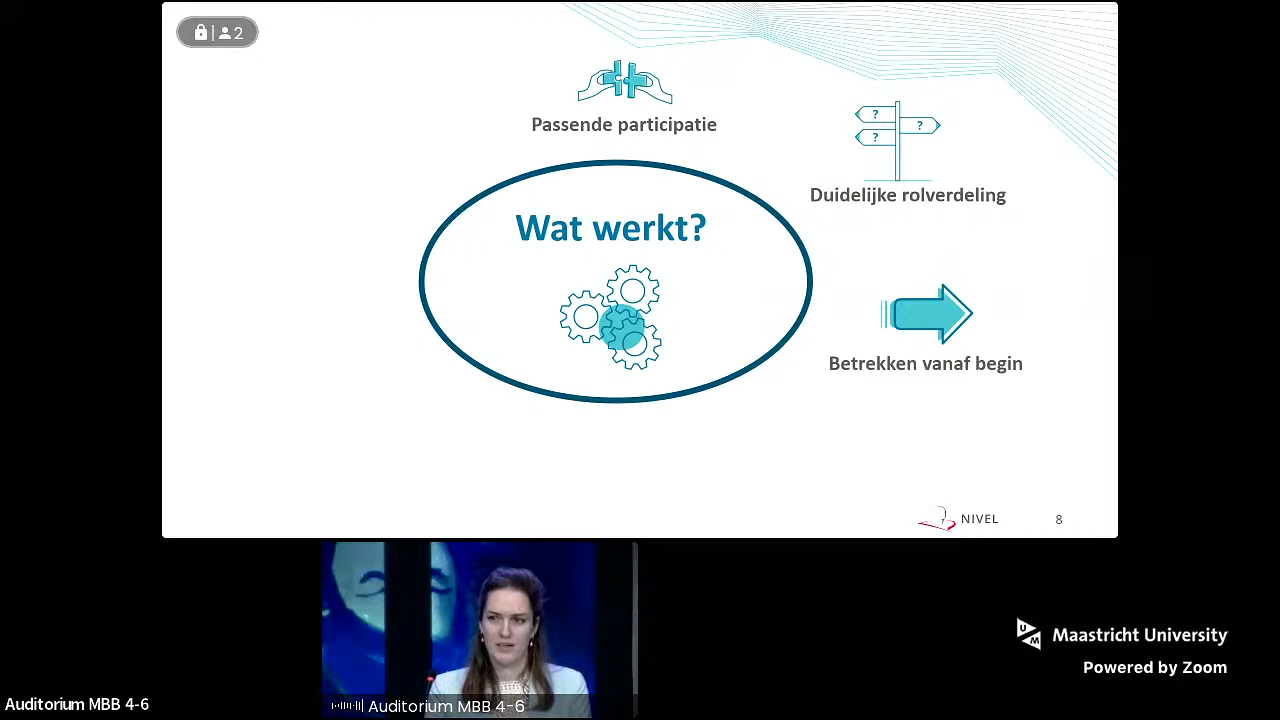 2
Passende participatie
?
?
?
Duidelijke rolverdeling
Wat werkt?
Betrekken vanaf begin
NIVEL
8
UM Maastricht University
Powered by Zoom
Auditorium MBB 4-6
Auditorium MBB 4-6